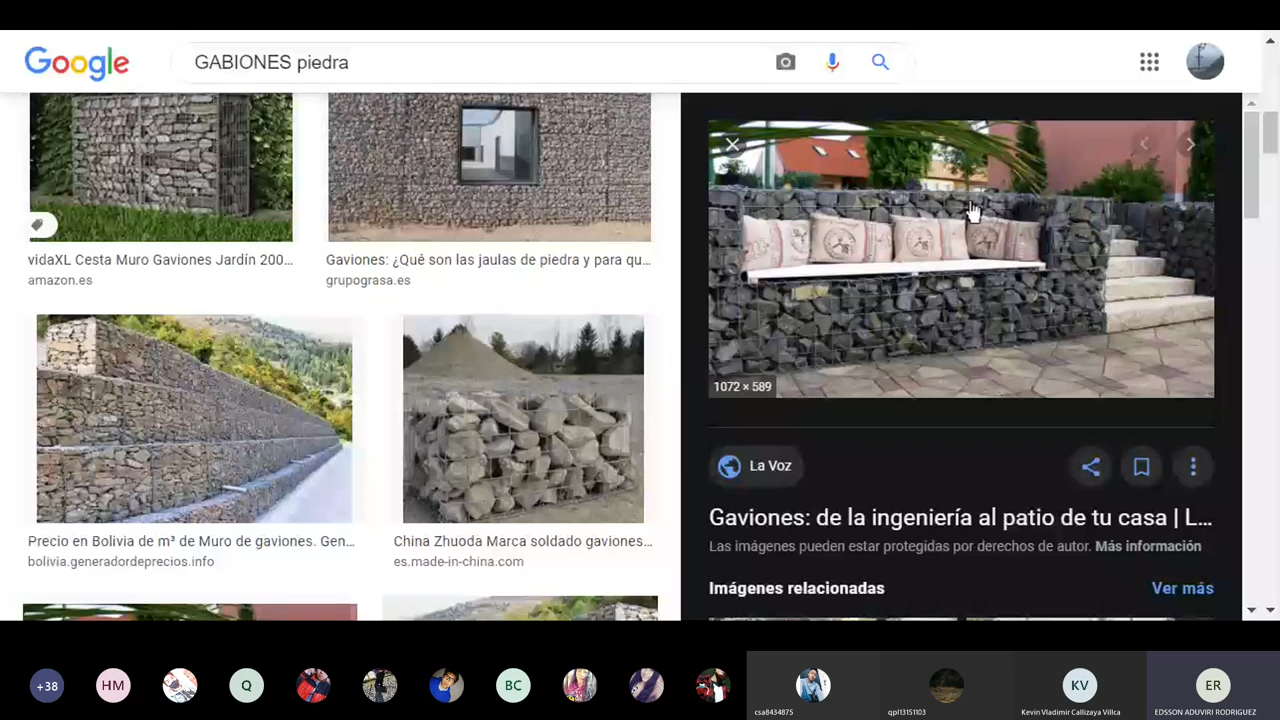 Google
GABIONES piedra
vidaXL Cesta Muro Gaviones Jardín 200...
amazon.es
Gaviones: ¿Qué son las jaulas de piedra y para qu...
grupograsa.es
Precio en Bolivia de m³ de Muro de gaviones. Gen...
bolivia.generadordeprecios.info
China Zhuoda Marca soldado gaviones...
es.made-in-china.com
1072 × 589
La Voz
Gaviones: de la ingeniería al patio de tu casa | L...
Las imágenes pueden estar protegidas por derechos de autor. Más información
Imágenes relacionadas
Ver más
+38
HM
Q
BC
KV
ER
csa8434875
qpl13151103
Kevin Vladimir Callizaya Villca
EDSSON ADUVIRI RODRIGUEZ